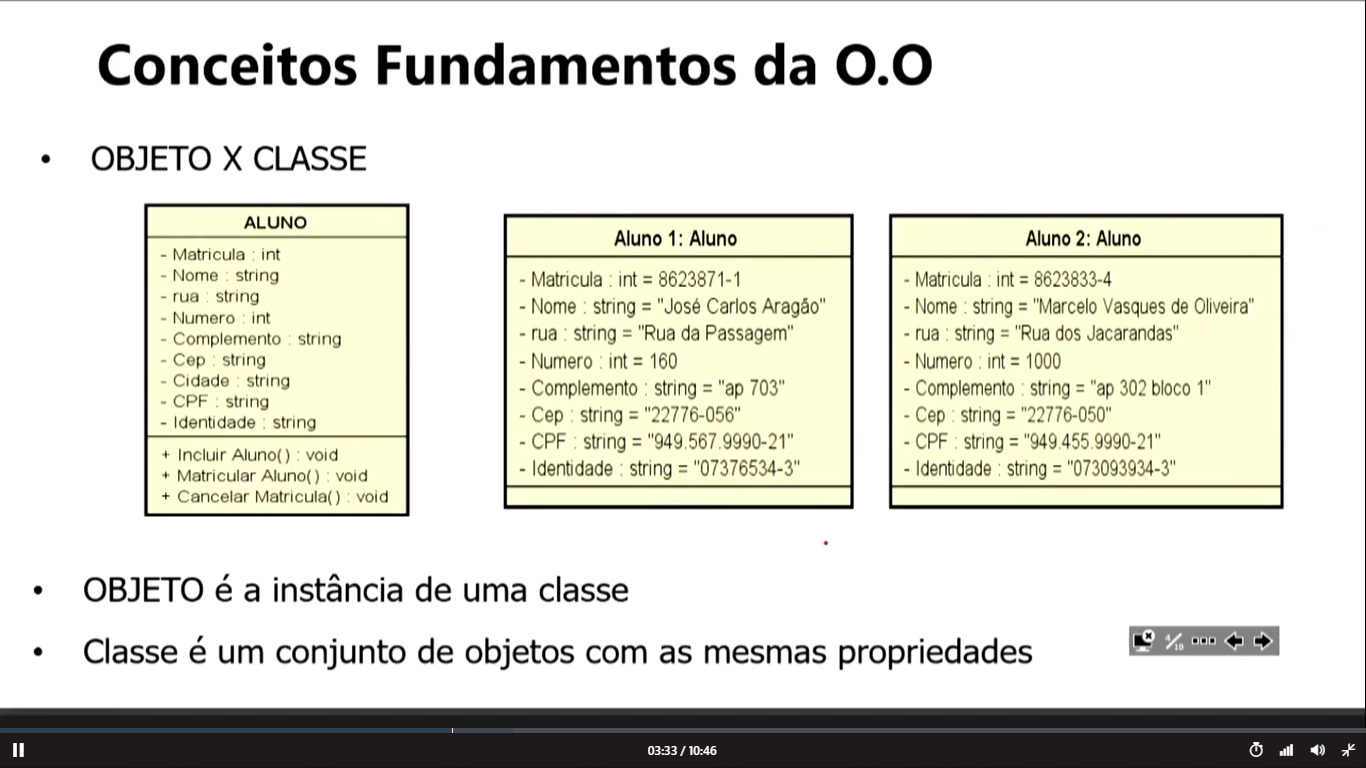 Conceitos Fundamentos da O.O
• OBJETO X CLASSE
ALUNO
- Matricula : int
- Nome : string
- rua : string
- Numero : int
- Complemento : string
- Cep : string
- Cidade : string
- CPF : string
- Identidade : string
+ Incluir Aluno() : void
+ Matricular Aluno() : void
+ Cancelar Matricula() : void
Aluno 1: Aluno
- Matricula : int = 8623871-1
- Nome : string = "José Carlos Aragão"
- rua : string = "Rua da Passagem"
- Numero : int = 160
- Complemento : string = "ap 703"
- Cep : string = "22776-056"
- CPF : string = "949.567.9990-21"
- Identidade : string = "07376534-3"
Aluno 2: Aluno
- Matricula : int = 8623833-4
- Nome : string = "Marcelo Vasques de Oliveira"
- rua : string = "Rua dos Jacarandas"
- Numero : int = 1000
- Complemento : string = "ap 302 bloco 1"
- Cep : string = "22776-050"
- CPF : string = "949.455.9990-21"
- Identidade : string = "073093934-3"
• OBJETO é a instância de uma classe
• Classe é um conjunto de objetos com as mesmas propriedades
4/10
03:33 / 10:46